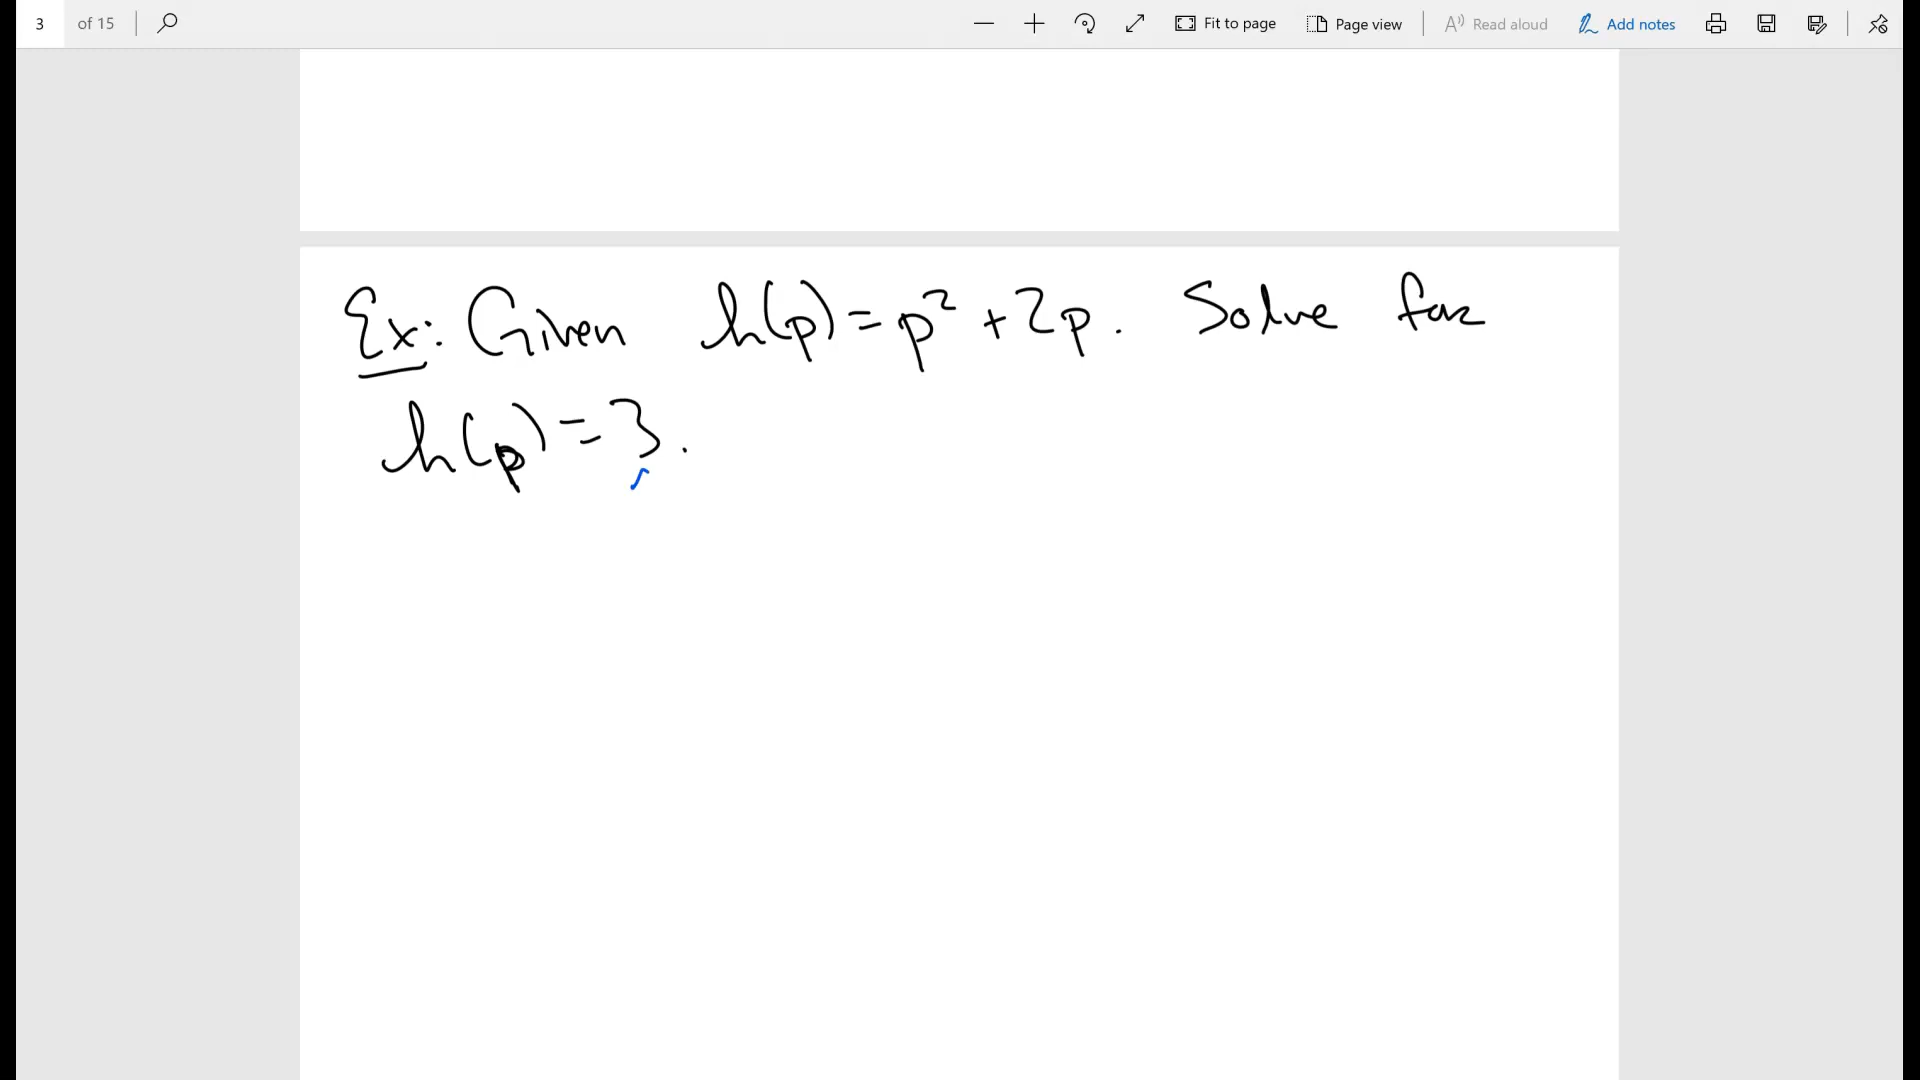 3 of 15 Fit to page Page view Read aloud Add notes
Ex: Given h(p) = p² + 2p. Solve for
h(p) = 3.